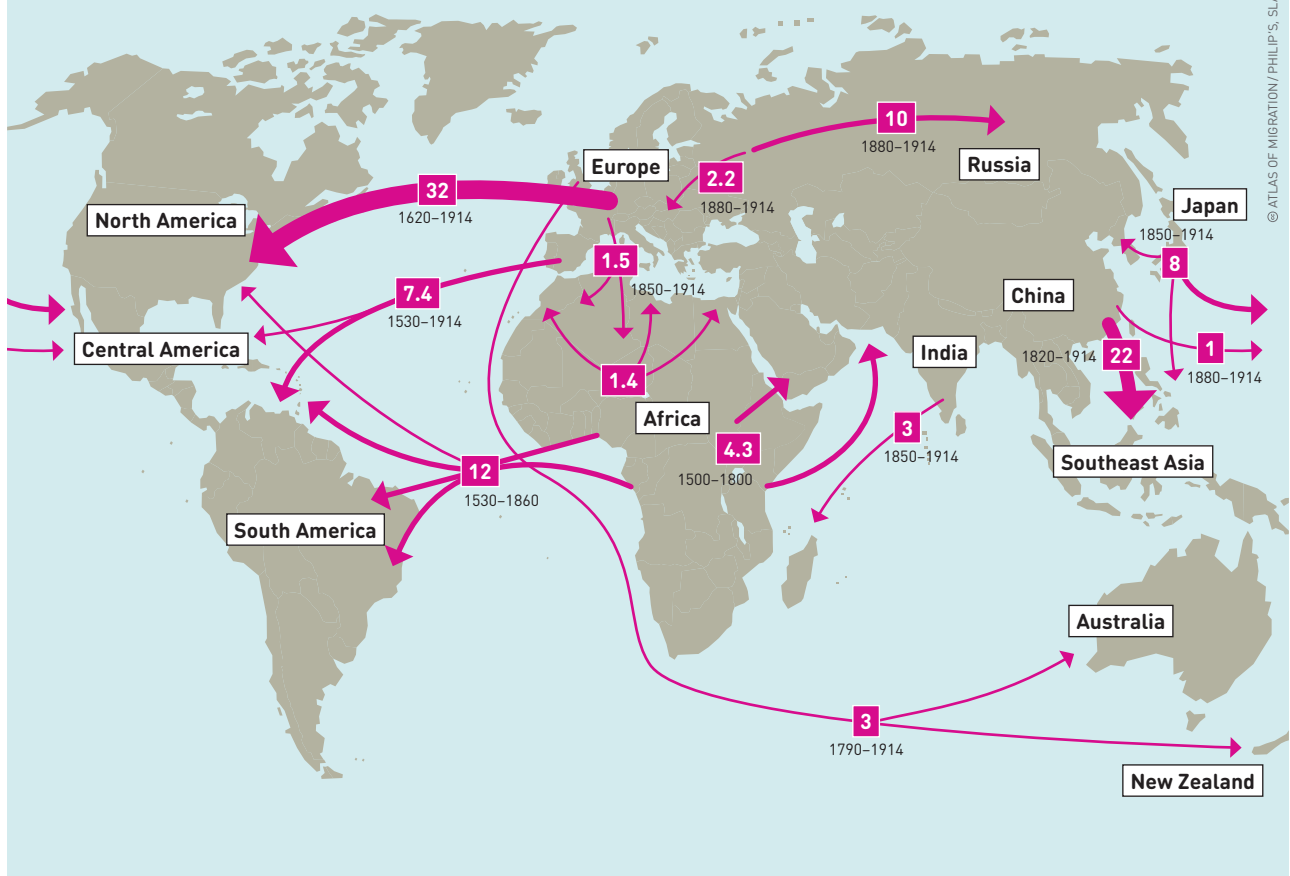 © ATLAS OF MIGRATION/ PHILIP'S,
Europe
10
1880–1914
Russia
2.2
1880–1914
32
1620–1914
North America
Japan
1850–1914
8
1.5
1850–1914
7.4
1530–1914
China
1820–1914
22
1
1880–1914
Central America
India
1.4
Africa
3
1850–1914
4.3
1500–1800
12
1530–1860
Southeast Asia
South America
Australia
3
1790–1914
New Zealand